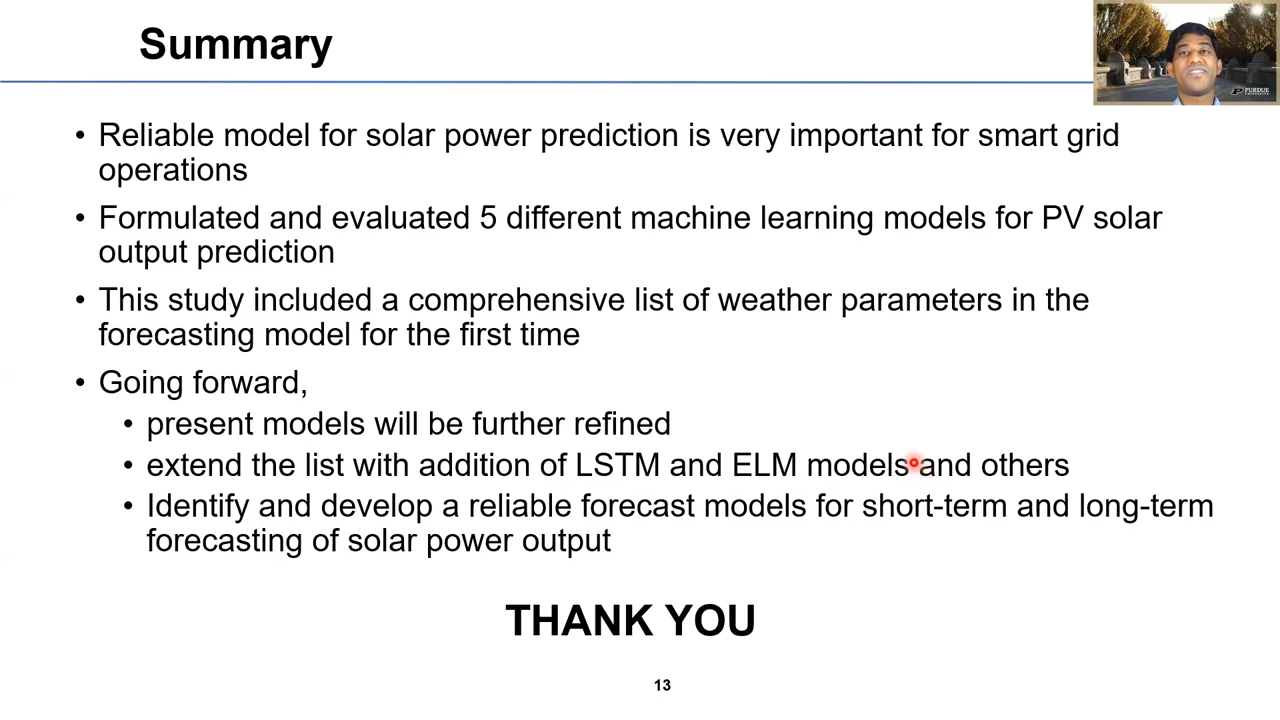 Summary
PURDUE
UNIVERSITY
• Reliable model for solar power prediction is very important for smart grid
operations
• Formulated and evaluated 5 different machine learning models for PV solar
output prediction
• This study included a comprehensive list of weather parameters in the
forecasting model for the first time
• Going forward,
• present models will be further refined
• extend the list with addition of LSTM and ELM models and others
• Identify and develop a reliable forecast models for short-term and long-term
forecasting of solar power output
THANK YOU
13